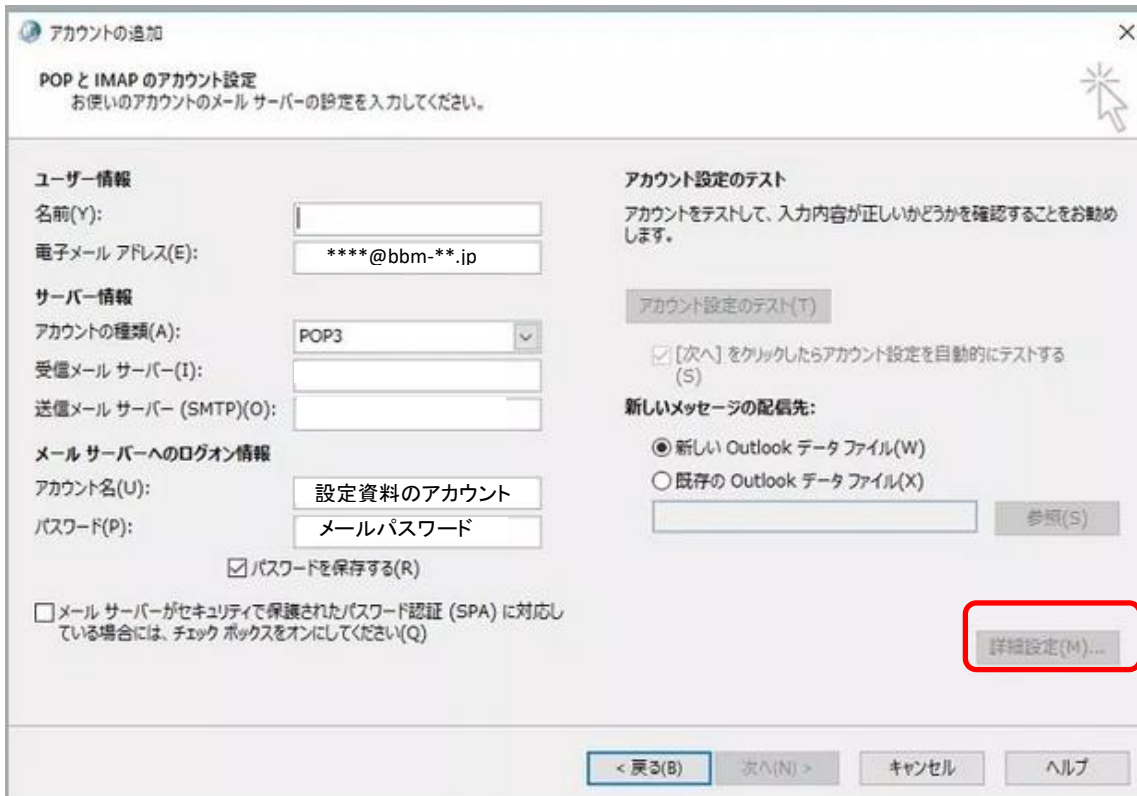 アカウントの追加
POP と IMAP のアカウント設定
お使いのアカウントのメール サーバーの設定を入力してください。
ユーザー情報
名前(Y):
電子メール アドレス(E):
****@bbm-**.jp
サーバー情報
アカウントの種類(A):
POP3
受信メール サーバー(I):
送信メール サーバー (SMTP)(O):
メール サーバーへのログオン情報
アカウント名(U):
設定資料のアカウント
パスワード(P):
メールパスワード
パスワードを保存する(R)
メール サーバーがセキュリティで保護されたパスワード認証 (SPA) に対応し
ている場合には、チェック ボックスをオンにしてください(Q)
アカウント設定のテスト
アカウントをテストして、入力内容が正しいかどうかを確認することをお勧め
します。
アカウント設定のテスト(T)
[次へ] をクリックしたらアカウント設定を自動的にテストする
(S)
新しいメッセージの配信先:
新しい Outlook データ ファイル(W)
既存の Outlook データ ファイル(X)
参照(S)
詳細設定(M)...
< 戻る(B)
次へ(N) >
キャンセル
ヘルプ